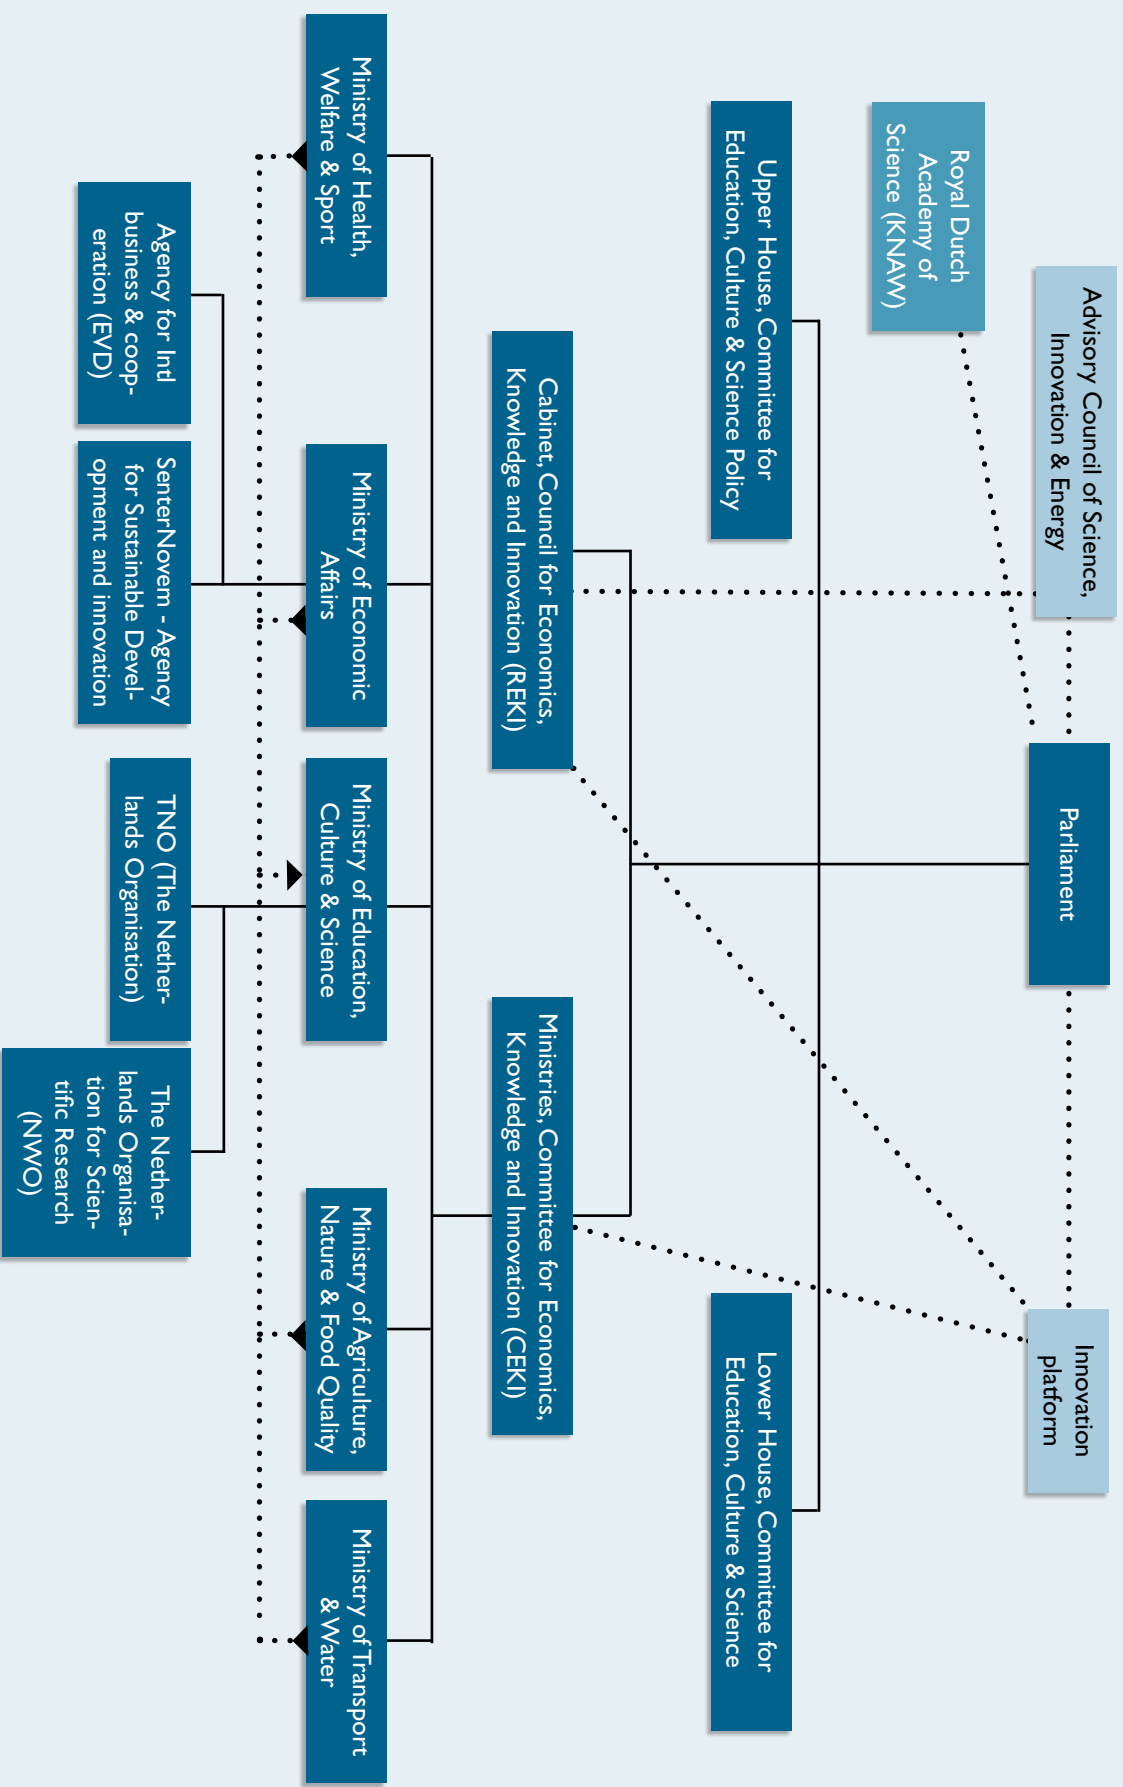 Advisory Council of Science,
Innovation & Energy
Parliament
Innovation
platform
Royal Dutch
Academy of
Science (KNAW)
Upper House, Committee for
Education, Culture & Science Policy
Lower House, Committee for
Education, Culture & Science
Cabinet, Council for Economics,
Knowledge and Innovation (REKI)
Ministries, Committee for Economics,
Knowledge and Innovation (CEKI)
Ministry of Health,
Welfare & Sport
Ministry of Economic
Affairs
Ministry of Education,
Culture & Science
Ministry of Agriculture,
Nature & Food Quality
Ministry of Transport
& Water
Agency for Intl
business & coop-
eration (EVD)
SenterNovem - Agency
for Sustainable Devel-
opment and innovation
TNO (The Nether-
lands Organisation)
The Nether-
lands Organisa-
tion for Scien-
tific Research
(NWO)